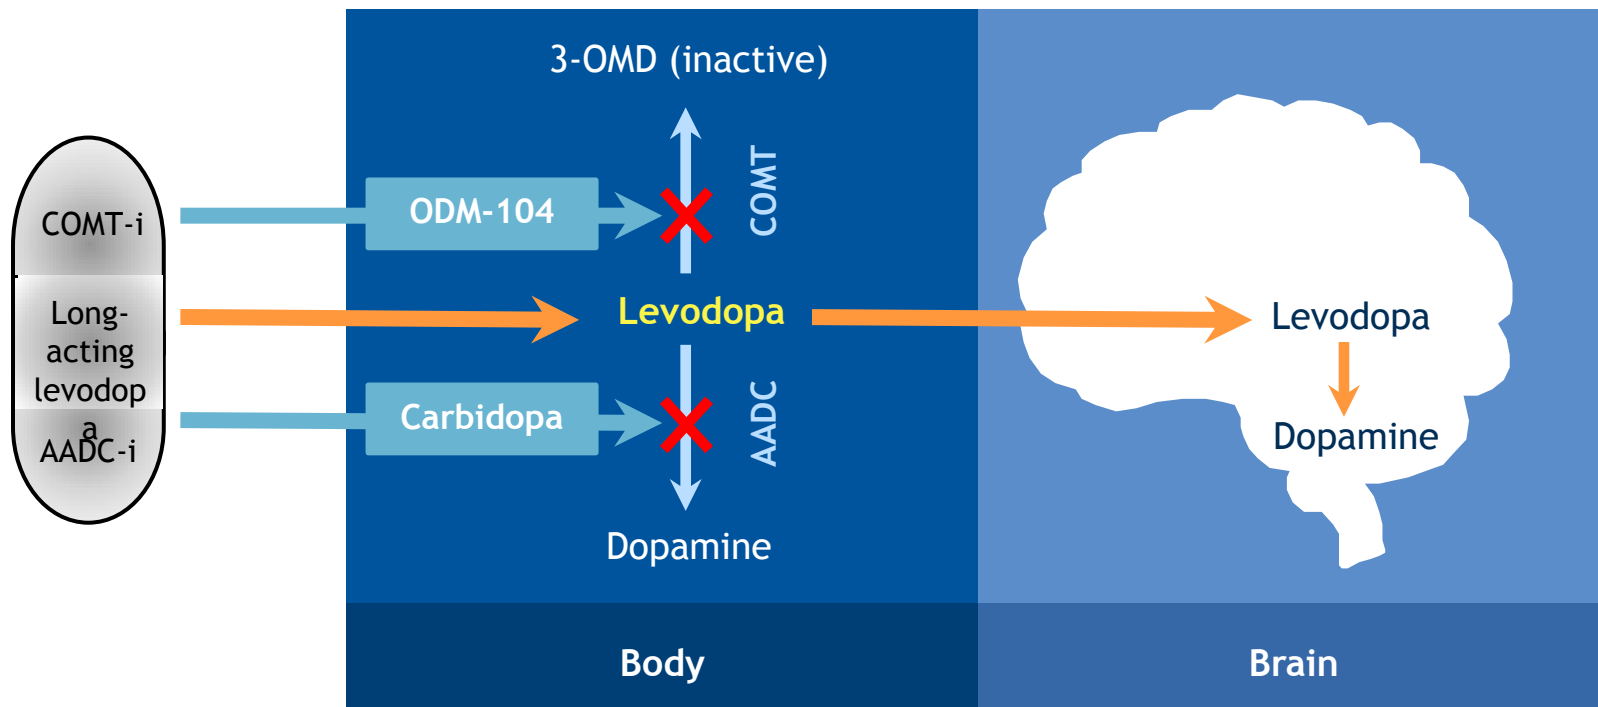 3-OMD (inactive)
COMT
COMT-i
ODM-104
Long-
acting
levodop
a
AADC-i
Levodopa
Levodopa
Carbidopa
AADC
Dopamine
Dopamine
Body
Brain